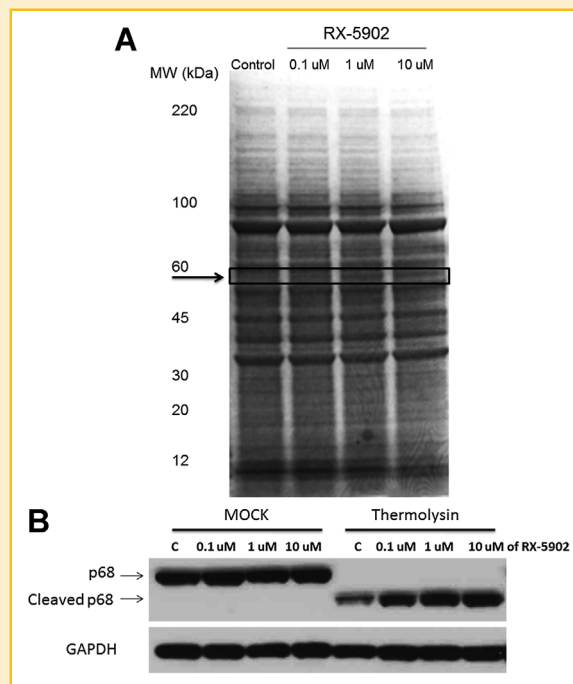 A
RX-5902
MW (kDa)
Control 0.1 uM 1 uM 10 uM
220
100
60
45
30
20
12
B
MOCK Thermolysin
C 0.1 uM 1 uM 10 uM C 0.1 uM 1 uM 10 uM of RX-5902
p68
Cleaved p68
GAPDH